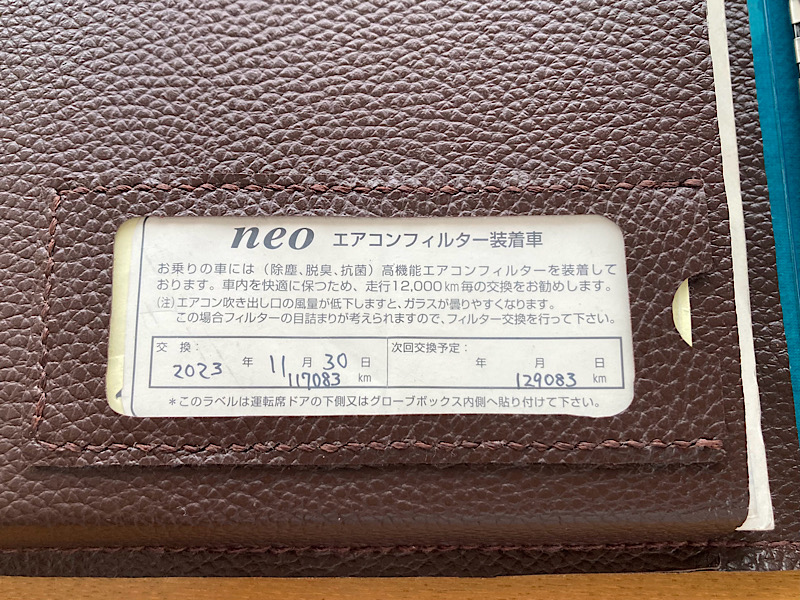 neo エアコンフィルター装着車
お乗りの車には(除塵、脱臭、抗菌)高機能エアコンフィルターを装着して
おります。車内を快適に保つため、走行12,000km毎の交換をお勧めします。
(注)エアコン吹き出し口の風量が低下しますと、ガラスが曇りやすくなります。
この場合フィルターの目詰まりが考えられますので、フィルター交換を行って下さい。
交 換: 次回交換予定:
2023 年 11 月 30 日 年 月 日
117083 km 129083 km
*このラベルは運転席ドアの下側又はグローブボックス内側へ貼り付けて下さい。